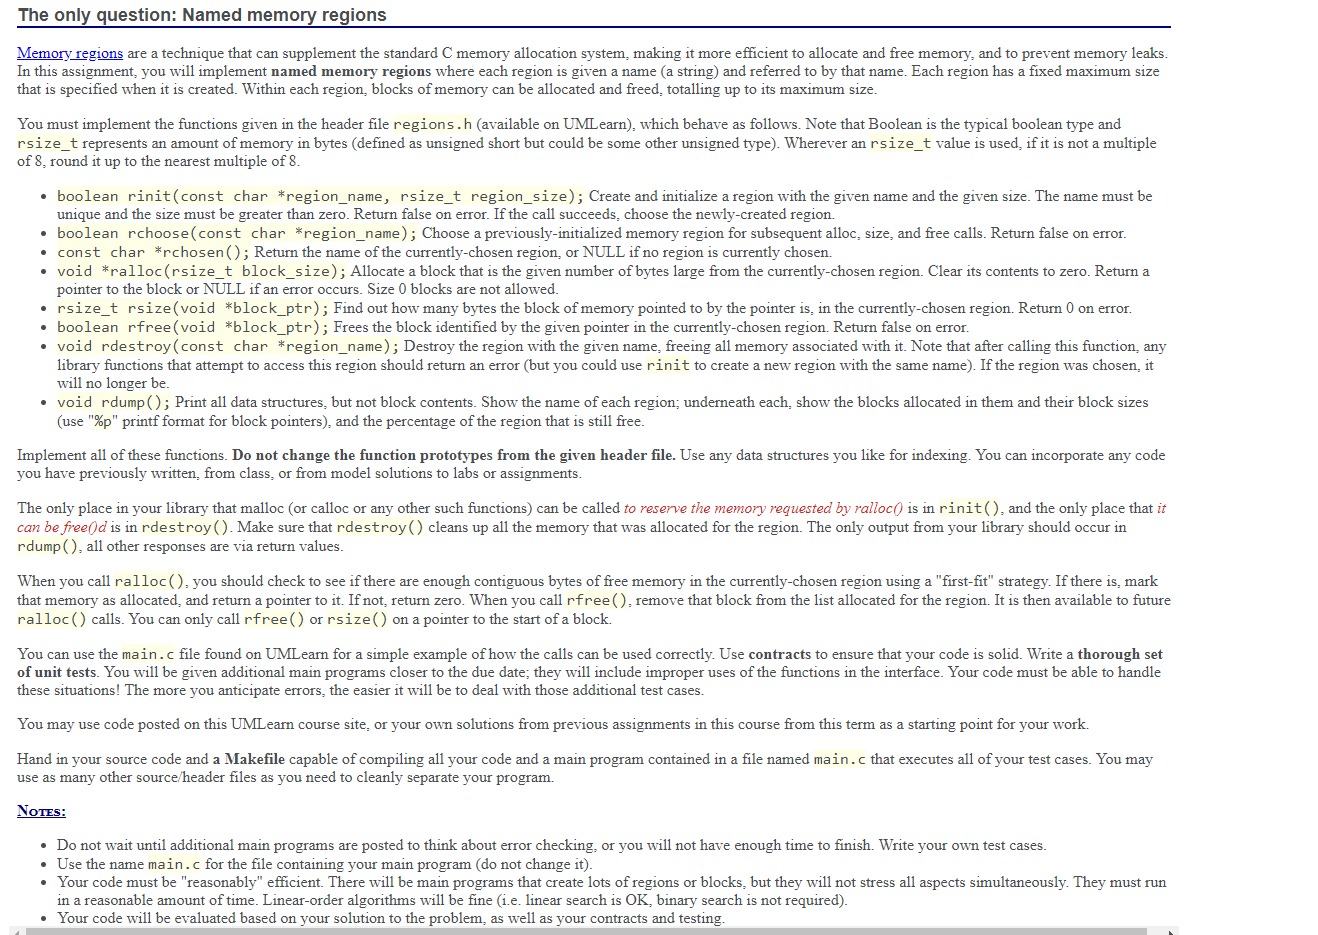 The only question: Named memory regions
Memory regions are a technique that can supplement the standard C memory allocation system, making it more efficient to allocate and free memory, and to prevent memory leaks.
In this assignment, you will implement named memory regions where each region is given a name (a string) and referred to by that name. Each region has a fixed maximum size
that is specified when it is created. Within each region, blocks of memory can be allocated and freed, totalling up to its maximum size.
You must implement the functions given in the header file regions.h (available on UMLearn), which behave as follows. Note that Boolean is the typical boolean type and
rsize_t represents an amount of memory in bytes (defined as unsigned short but could be some other unsigned type). Wherever an rsize_t value is used, if it is not a multiple
of 8, round it up to the nearest multiple of 8.
• boolean rinit(const char *region_name, rsize_t region_size); Create and initialize a region with the given name and the given size. The name must be
unique and the size must be greater than zero. Return false on error. If the call succeeds, choose the newly-created region.
• boolean rchoose(const char *region_name); Choose a previously-initialized memory region for subsequent alloc, size, and free calls. Return false on error.
• const char *rchosen(); Return the name of the currently-chosen region, or NULL if no region is currently chosen.
• void *ralloc(rsize_t block_size); Allocate a block that is the given number of bytes large from the currently-chosen region. Clear its contents to zero. Return a
pointer to the block or NULL if an error occurs. Size 0 blocks are not allowed.
• rsize_t rsize(void *block_ptr); Find out how many bytes the block of memory pointed to by the pointer is, in the currently-chosen region. Return 0 on error.
• boolean rfree(void *block_ptr); Frees the block identified by the given pointer in the currently-chosen region. Return false on error.
• void rdestroy(const char *region_name); Destroy the region with the given name, freeing all memory associated with it. Note that after calling this function, any
library functions that attempt to access this region should return an error (but you could use rinit to create a new region with the same name). If the region was chosen, it
will no longer be.
• void rdump(); Print all data structures, but not block contents. Show the name of each region; underneath each, show the blocks allocated in them and their block sizes
(use "%p" printf format for block pointers), and the percentage of the region that is still free.
Implement all of these functions. Do not change the function prototypes from the given header file. Use any data structures you like for indexing. You can incorporate any code
you have previously written, from class, or from model solutions to labs or assignments.
The only place in your library that malloc (or calloc or any other such functions) can be called to reserve the memory requested by ralloc() is in rinit(), and the only place that it
can be free()d is in rdestroy(). Make sure that rdestroy() cleans up all the memory that was allocated for the region. The only output from your library should occur in
rdump(), all other responses are via return values.
When you call ralloc(), you should check to see if there are enough contiguous bytes of free memory in the currently-chosen region using a "first-fit" strategy. If there is, mark
that memory as allocated, and return a pointer to it. If not, return zero. When you call rfree(), remove that block from the list allocated for the region. It is then available to future
ralloc() calls. You can only call rfree() or rsize() on a pointer to the start of a block.
You can use the main.c file found on UMLearn for a simple example of how the calls can be used correctly. Use contracts to ensure that your code is solid. Write a thorough set
of unit tests. You will be given additional main programs closer to the due date; they will include improper uses of the functions in the interface. Your code must be able to handle
these situations! The more you anticipate errors, the easier it will be to deal with those additional test cases.
You may use code posted on this UMLearn course site, or your own solutions from previous assignments in this course from this term as a starting point for your work.
Hand in your source code and a Makefile capable of compiling all your code and a main program contained in a file named main.c that executes all of your test cases. You may
use as many other source/header files as you need to cleanly separate your program.
NOTES:
• Do not wait until additional main programs are posted to think about error checking, or you will not have enough time to finish. Write your own test cases.
• Use the name main.c for the file containing your main program (do not change it).
• Your code must be "reasonably" efficient. There will be main programs that create lots of regions or blocks, but they will not stress all aspects simultaneously. They must run
in a reasonable amount of time. Linear-order algorithms will be fine (i.e. linear search is OK, binary search is not required).
• Your code will be evaluated based on your solution to the problem, as well as your contracts and testing.